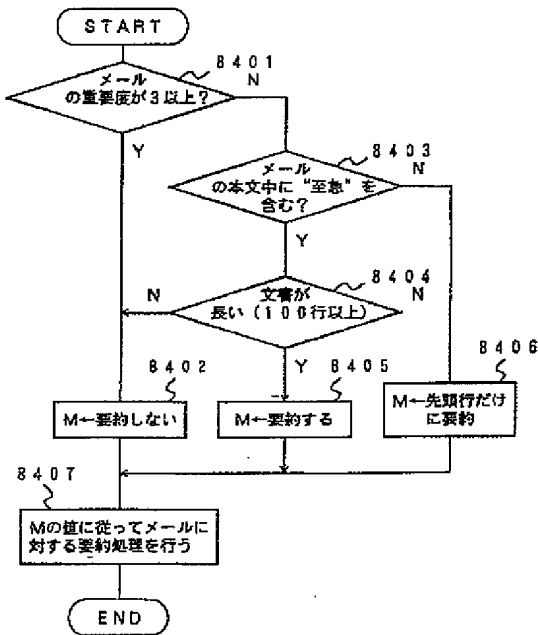 START
8401
メール
の重要度が3以上?
N
Y
8403
メール
の本文中に“至急”を
含む?
N
Y
8404
文書が
長い(100行以上)
N
N
Y
8402
M←要約しない
8405
M←要約する
8406
M←先頭行だけ
に要約
8407
Mの値に従ってメールに
対する要約処理を行う
END